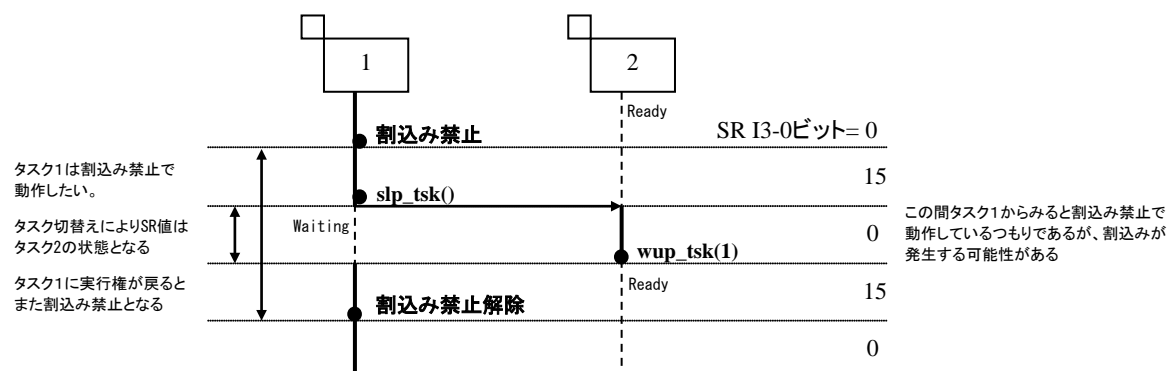 1
2
Ready
割込み禁止
SR I3-0ビット= 0
タスク1は割込み禁止で
動作したい。
15
slp_tsk()
タスク切替えによりSR値は
タスク2の状態となる
Waiting
0
この間タスク1からみると割込み禁止で
動作しているつもりであるが、割込みが
発生する可能性がある
wup_tsk(1)
タスク1に実行権が戻ると
また割込み禁止となる
Ready
15
割込み禁止解除
0